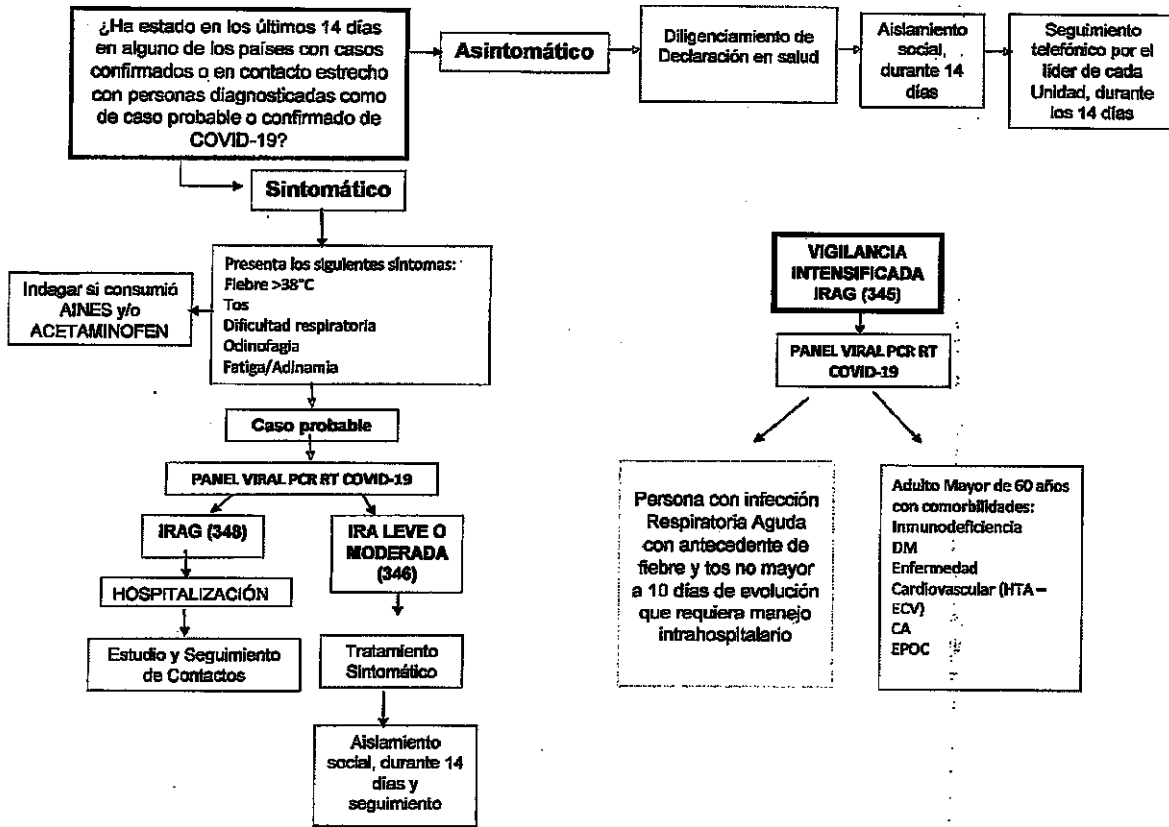 ¿Ha estado en los últimos 14 días
en alguno de los países con casos
confirmados o en contacto estrecho
con personas diagnosticadas como
de caso probable o confirmado de
COVID-19?
Asintomático
Diligenciamiento de
Declaración en salud
Aislamiento
social,
durante 14
días
Seguimiento
telefónico por el
líder de cada
Unidad, durante
los 14 días
Sintomático
Presenta los siguientes síntomas:
Fiebre >38°C
Tos
Dificultad respiratoria
Odinofagia
Fatiga/Adinamia
Indagar si consumió
AINES y/o
ACETAMINOFEN
Caso probable
PANEL VIRAL PCR RT COVID-19
IRAG (348)
HOSPITALIZACIÓN
Estudio y Seguimiento
de Contactos
IRA LEVE O
MODERADA
(346)
Tratamiento
Sintomático
Aislamiento
social, durante 14
días y
seguimiento
VIGILANCIA
INTENSIFICADA
IRAG (345)
PANEL VIRAL PCR RT
COVID-19
Persona con infección
Respiratoria Aguda
con antecedente de
fiebre y tos no mayor
a 10 días de evolución
que requiera manejo
intrahospitalario
Adulto Mayor de 60 años
con comorbilidades:
Inmunodeficiencia
DM
Enfermedad
Cardiovascular (HTA –
ECV)
CA
EPOC